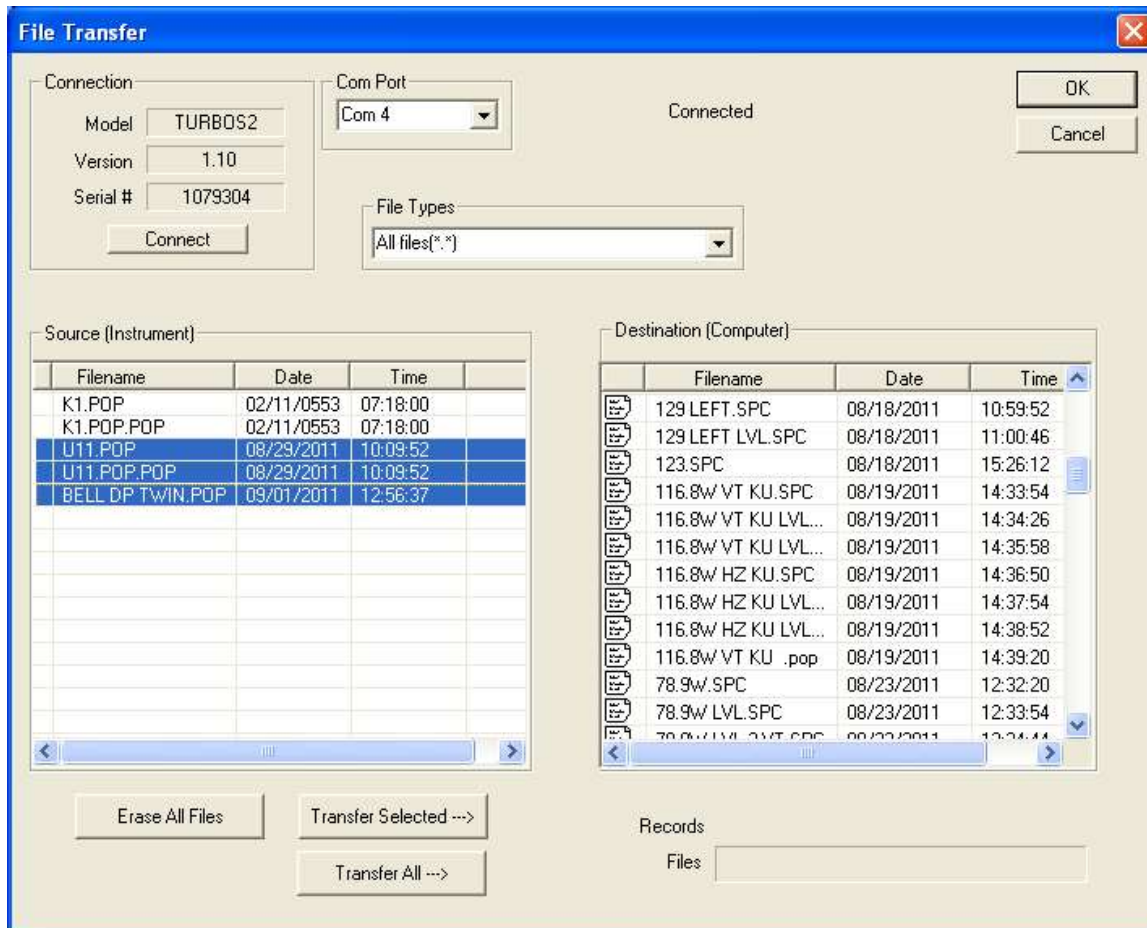 File Transfer
Connection
Model TURBOS2
Version 1.10
Serial # 1079304
Connect
Com Port
Com 4
Connected
OK
Cancel
File Types
All files(*.*)
Source (Instrument)
Filename Date Time
K1.POP 02/11/0553 07:18:00
K1.POP.POP 02/11/0553 07:18:00
U11.POP 08/29/2011 10:09:52
U11.POP.POP 08/29/2011 10:09:52
BELL DP TWIN.POP 09/01/2011 12:56:37
Destination (Computer)
Filename Date Time
129 LEFT.SPC 08/18/2011 10:59:52
129 LEFT LVL.SPC 08/18/2011 11:00:46
123.SPC 08/18/2011 15:26:12
116.8W VT KU.SPC 08/19/2011 14:33:54
116.8W VT KU LVL... 08/19/2011 14:34:26
116.8W VT KU LVL... 08/19/2011 14:35:58
116.8W HZ KU.SPC 08/19/2011 14:36:50
116.8W HZ KU LVL... 08/19/2011 14:37:54
116.8W HZ KU LVL... 08/19/2011 14:38:52
116.8W VT KU .pop 08/19/2011 14:39:20
78.9W.SPC 08/23/2011 12:32:20
78.9W LVL.SPC 08/23/2011 12:33:54
Erase All Files
Transfer Selected --->
Transfer All --->
Records
Files